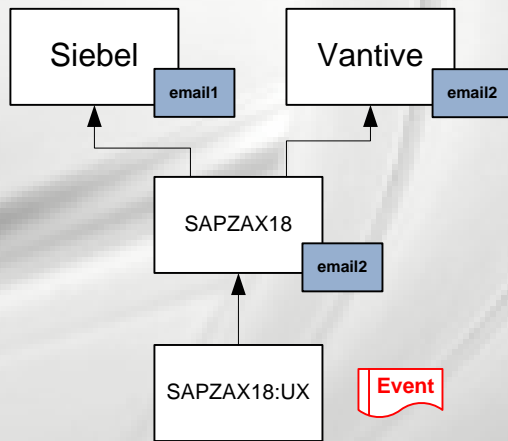 Siebel
email1
Vantive
email2
SAPZAX18
email2
SAPZAX18:UX
Event